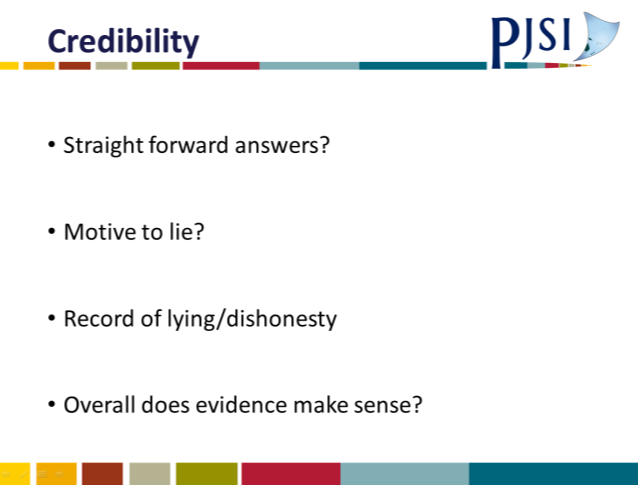 Credibility
PJSI
• Straight forward answers?
• Motive to lie?
• Record of lying/dishonesty
• Overall does evidence make sense?